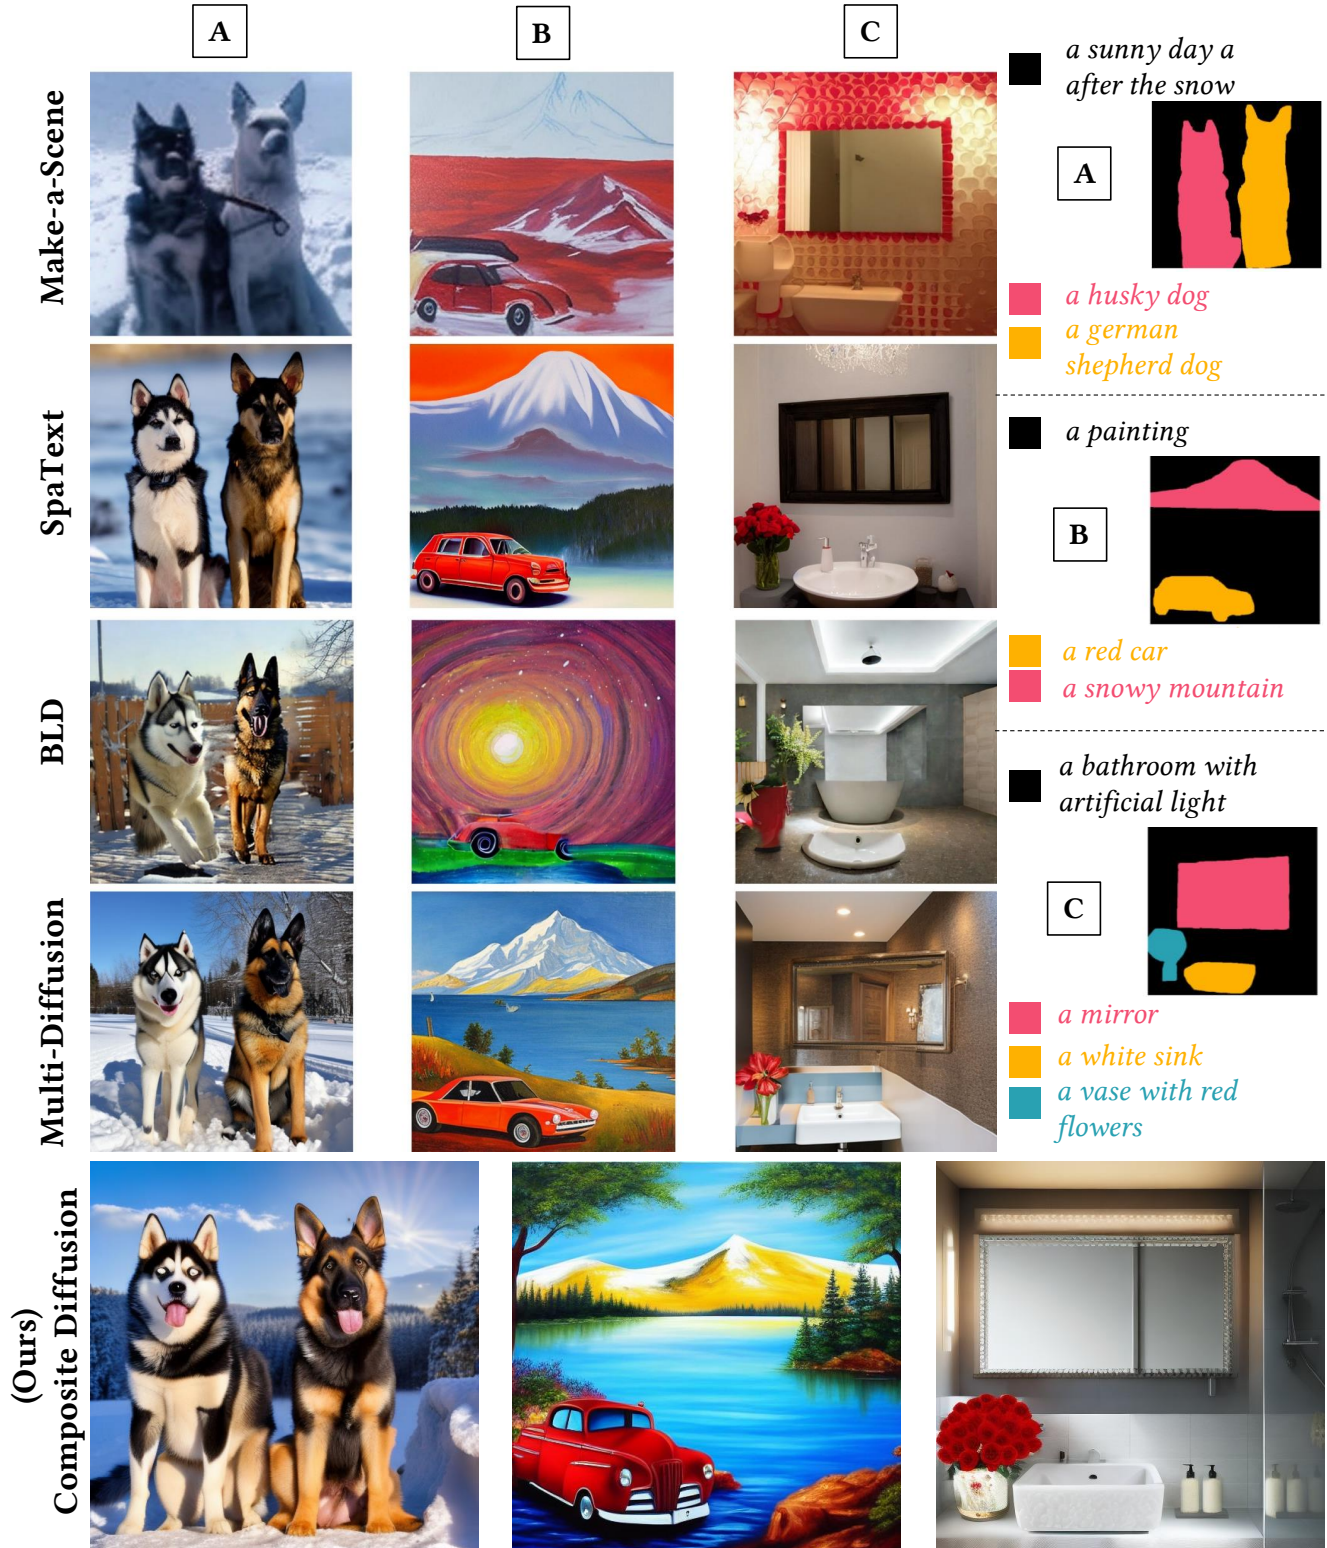 A
B
C
Make-a-Scene
SpaText
BLD
Multi-Diffusion
(Ours)
Composite Diffusion
a sunny day a
after the snow
A
a husky dog
a german
shepherd dog
a painting
B
a red car
a snowy mountain
a bathroom with
artificial light
C
a mirror
a white sink
a vase with red
flowers